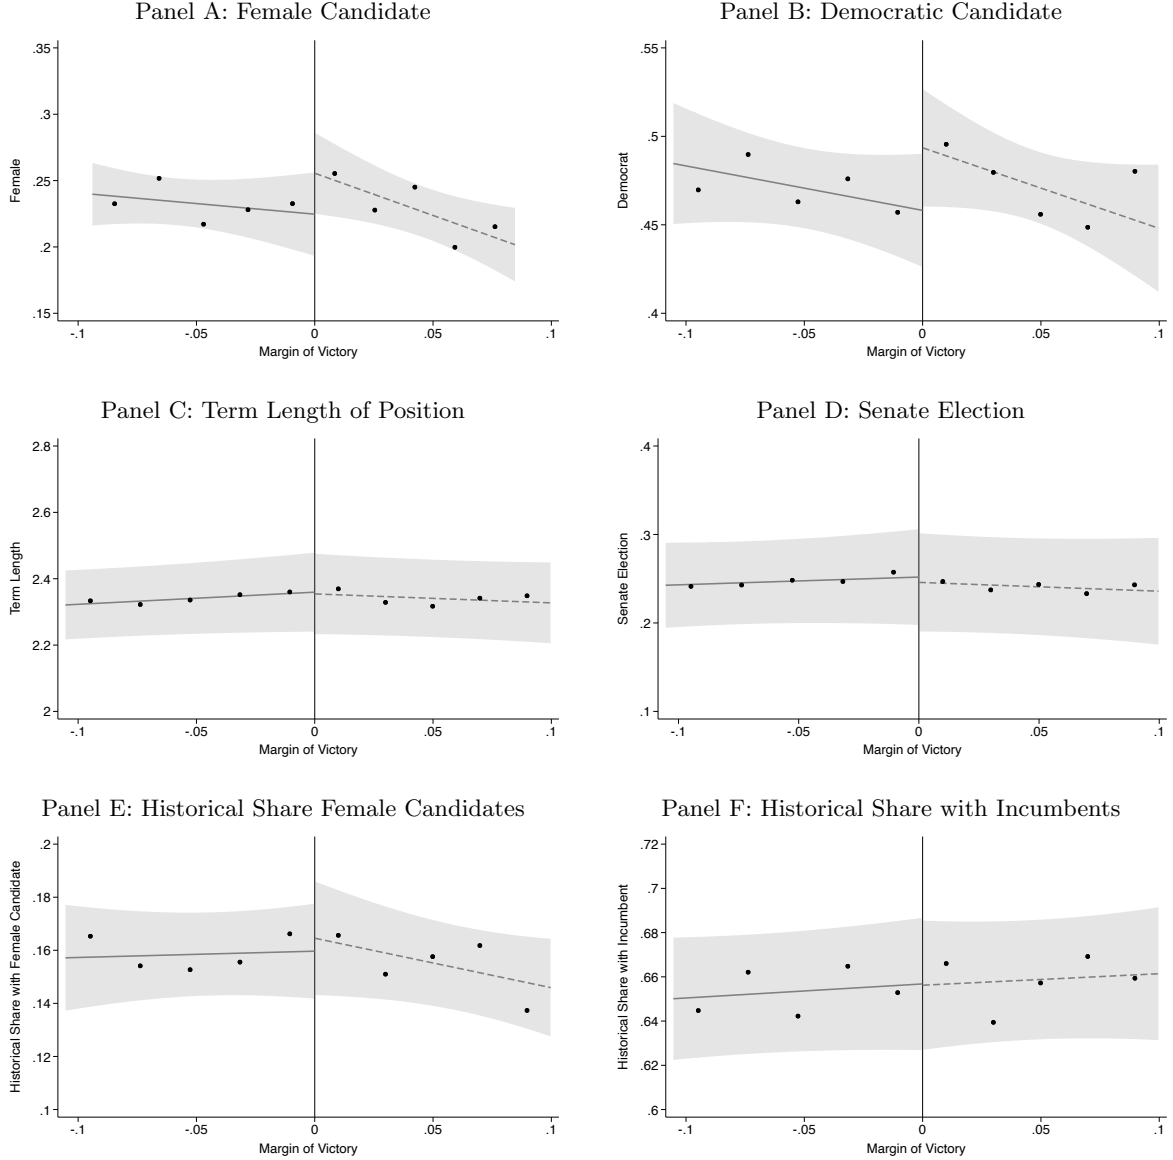 Panel A: Female Candidate
Panel B: Democratic Candidate
.35
.3
.25
.2
.15
Female
-.1 -.05 0 .05 .1
Margin of Victory
.55
.5
.45
.4
Democrat
-.1 -.05 0 .05 .1
Margin of Victory
Panel C: Term Length of Position
Panel D: Senate Election
2.8
2.6
2.4
2.2
2
Term Length
-.1 -.05 0 .05 .1
Margin of Victory
.4
.3
.2
.1
Senate Election
-.1 -.05 0 .05 .1
Margin of Victory
Panel E: Historical Share Female Candidates
Panel F: Historical Share with Incumbents
.2
.18
.16
.14
.12
.1
Historical Share with Female Candidate
-.1 -.05 0 .05 .1
Margin of Victory
.72
.7
.68
.66
.64
.62
.6
Historical Share with Incumbent
-.1 -.05 0 .05 .1
Margin of Victory